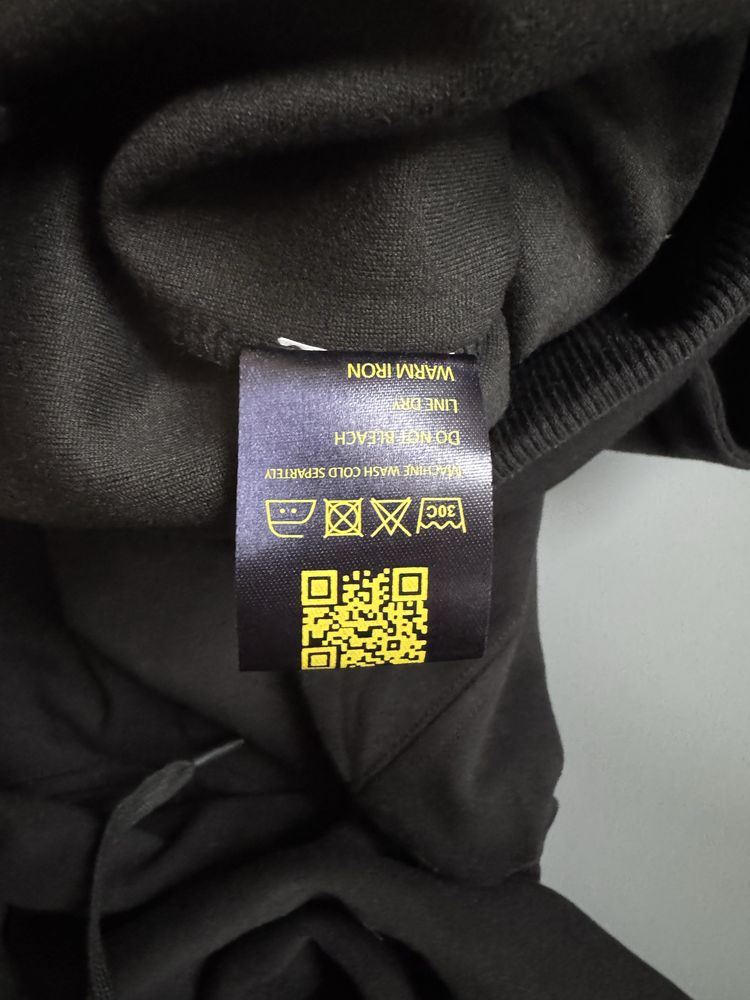 30C
MACHINE WASH COLD SEPARTELY
DO NOT BLEACH
LINE DRY
WARM IRON